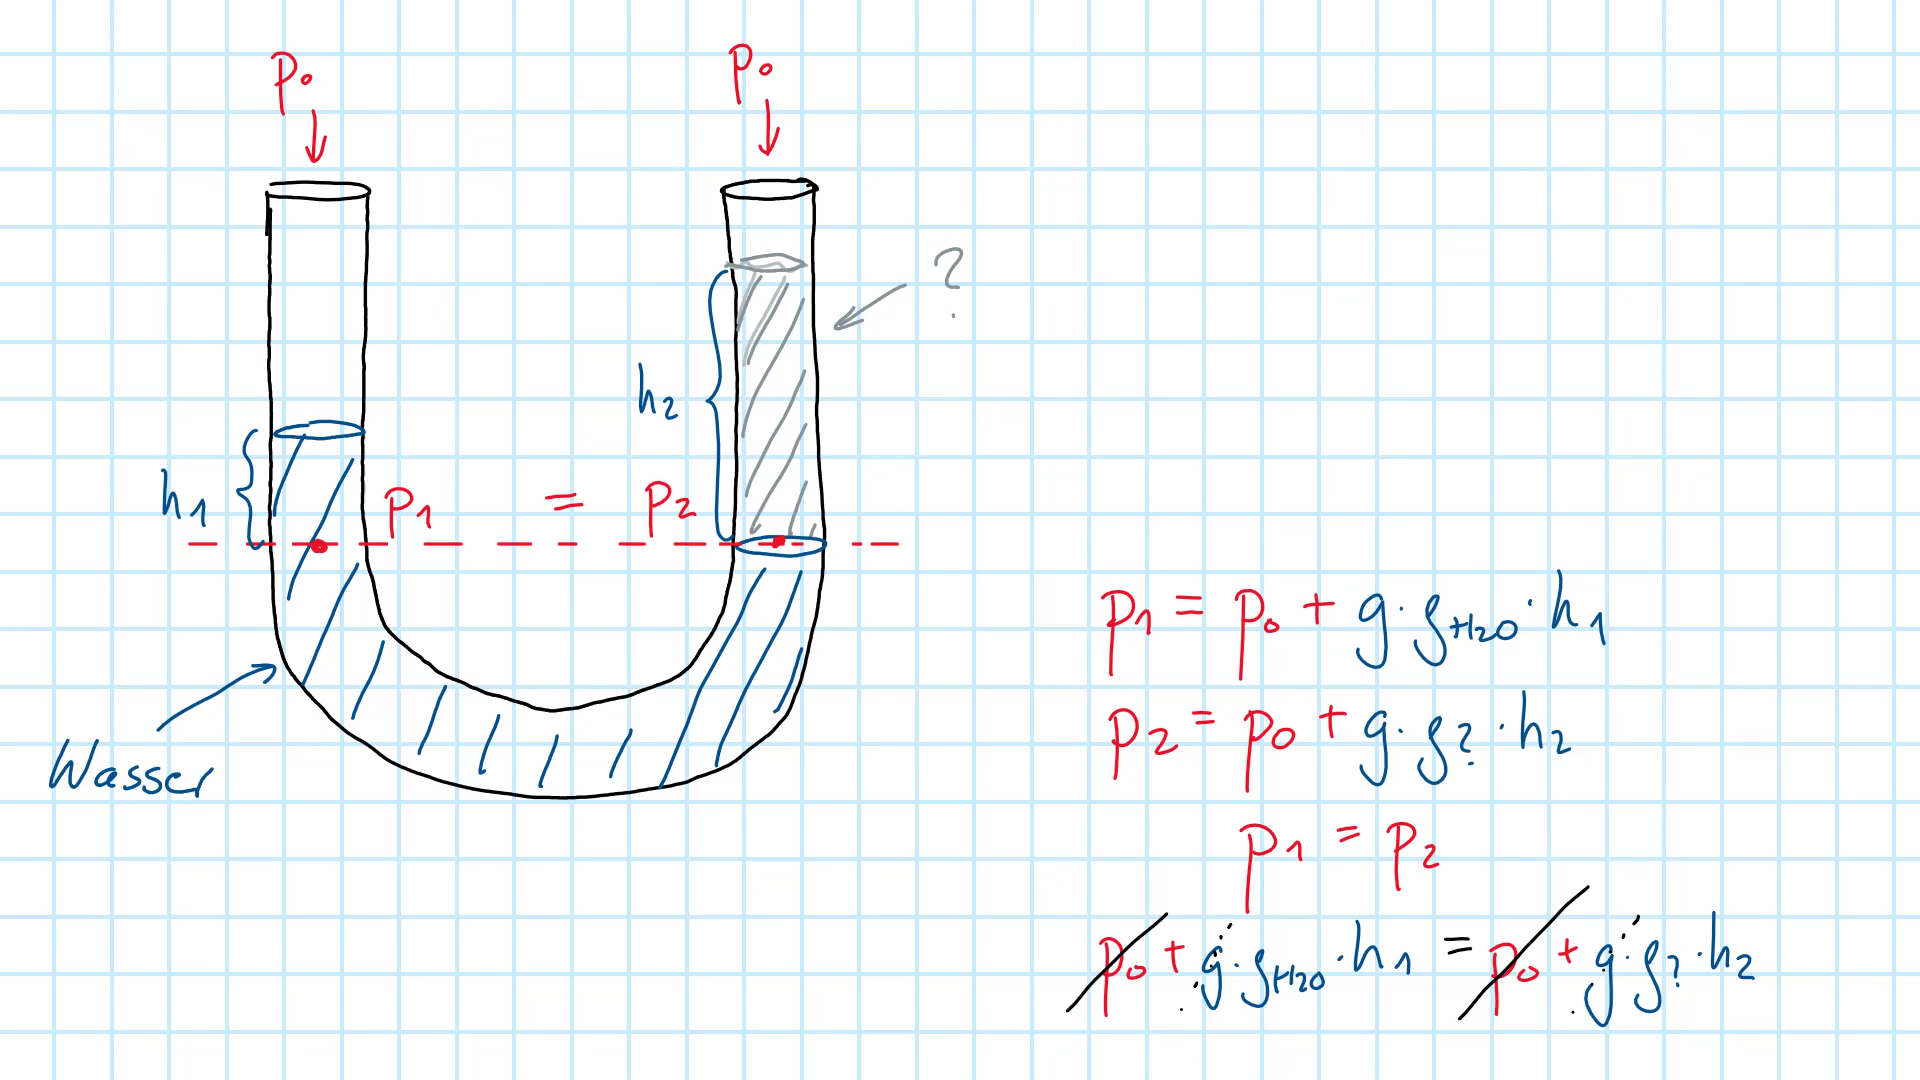 p₀ p₀
?
h₂
h₁ p₁ = p₂
Wasser
p₁ = p₀ + g · ρH₂O · h₁
p₂ = p₀ + g · ρ? · h₂
p₁ = p₂
p₀ + g · ρH₂O · h₁ = p₀ + g · ρ? · h₂